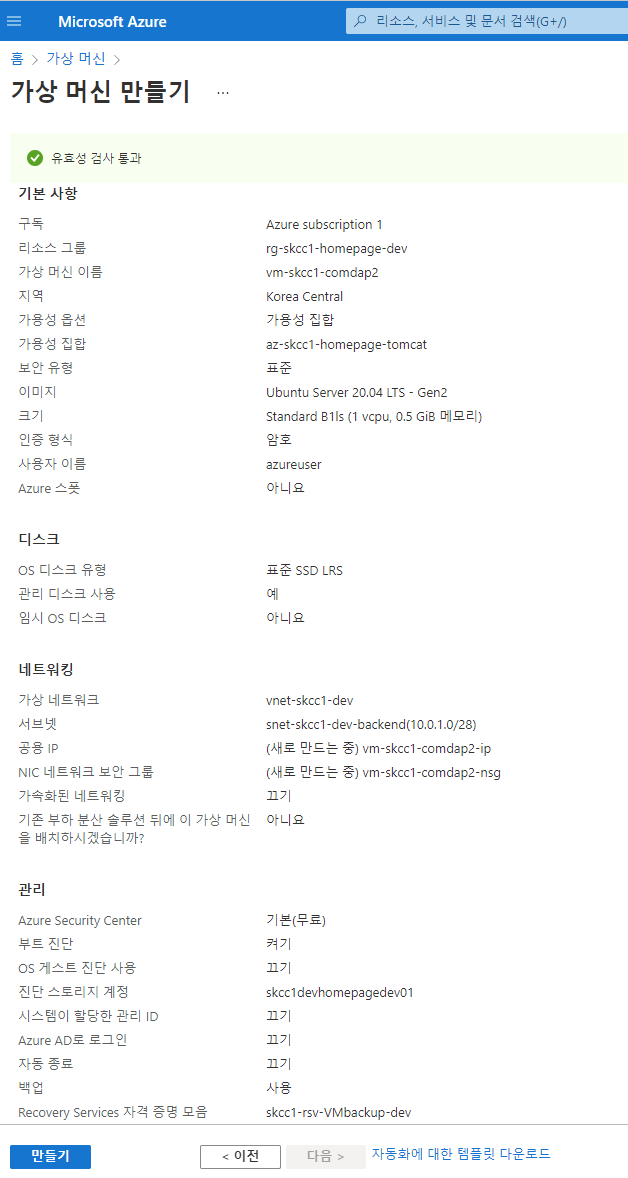 Microsoft Azure
리소스, 서비스 및 문서 검색(G+/)
홈 > 가상 머신 >
가상 머신 만들기 ...
유효성 검사 통과
기본 사항
구독 Azure subscription 1
리소스 그룹 rg-skcc1-homepage-dev
가상 머신 이름 vm-skcc1-comdap2
지역 Korea Central
가용성 옵션 가용성 집합
가용성 집합 az-skcc1-homepage-tomcat
보안 유형 표준
이미지 Ubuntu Server 20.04 LTS - Gen2
크기 Standard B1ls (1 vcpu, 0.5 GiB 메모리)
인증 형식 암호
사용자 이름 azureuser
Azure 스폿 아니요
디스크
OS 디스크 유형 표준 SSD LRS
관리 디스크 사용 예
임시 OS 디스크 아니요
네트워킹
가상 네트워크 vnet-skcc1-dev
서브넷 snet-skcc1-dev-backend(10.0.1.0/28)
공용 IP (새로 만드는 중) vm-skcc1-comdap2-ip
NIC 네트워크 보안 그룹 (새로 만드는 중) vm-skcc1-comdap2-nsg
가속화된 네트워킹 끄기
기존 부하 분산 솔루션 뒤에 이 가상 머신 아니요
을 배치하시겠습니까?
관리
Azure Security Center 기본(무료)
부트 진단 켜기
OS 게스트 진단 사용 끄기
진단 스토리지 계정 skcc1devhomepagedev01
시스템이 할당한 관리 ID 끄기
Azure AD로 로그인 끄기
자동 종료 끄기
백업 사용
Recovery Services 자격 증명 모음 skcc1-rsv-VMbackup-dev
만들기 < 이전 다음 > 자동화에 대한 템플릿 다운로드